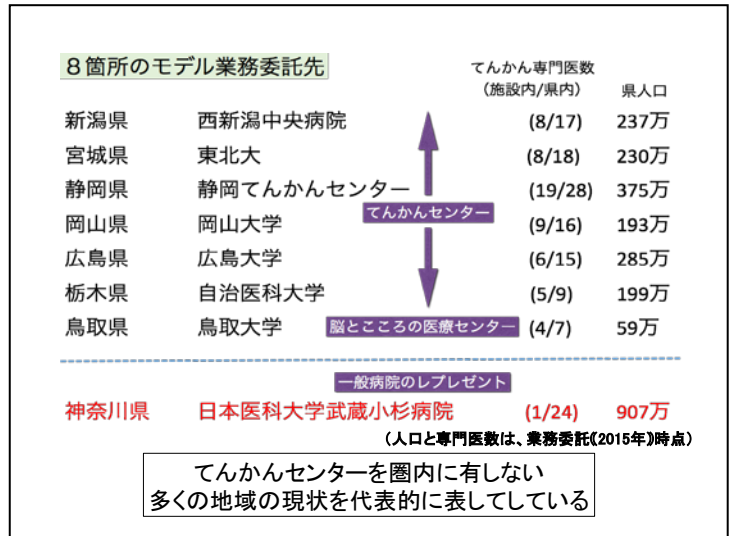 8箇所のモデル業務委託先
てんかん専門医数
(施設内/県内) 県人口
新潟県 西新潟中央病院 (8/17) 237万
宮城県 東北大 (8/18) 230万
静岡県 静岡てんかんセンター (19/28) 375万
てんかんセンター
岡山県 岡山大学 (9/16) 193万
広島県 広島大学 (6/15) 285万
栃木県 自治医科大学 (5/9) 199万
鳥取県 鳥取大学 脳とこころの医療センター (4/7) 59万
一般病院のレプレゼント
神奈川県 日本医科大学武蔵小杉病院 (1/24) 907万
(人口と専門医数は、業務委託((2015年))時点)
てんかんセンターを圏内に有しない
多くの地域の現状を代表的に表してしている